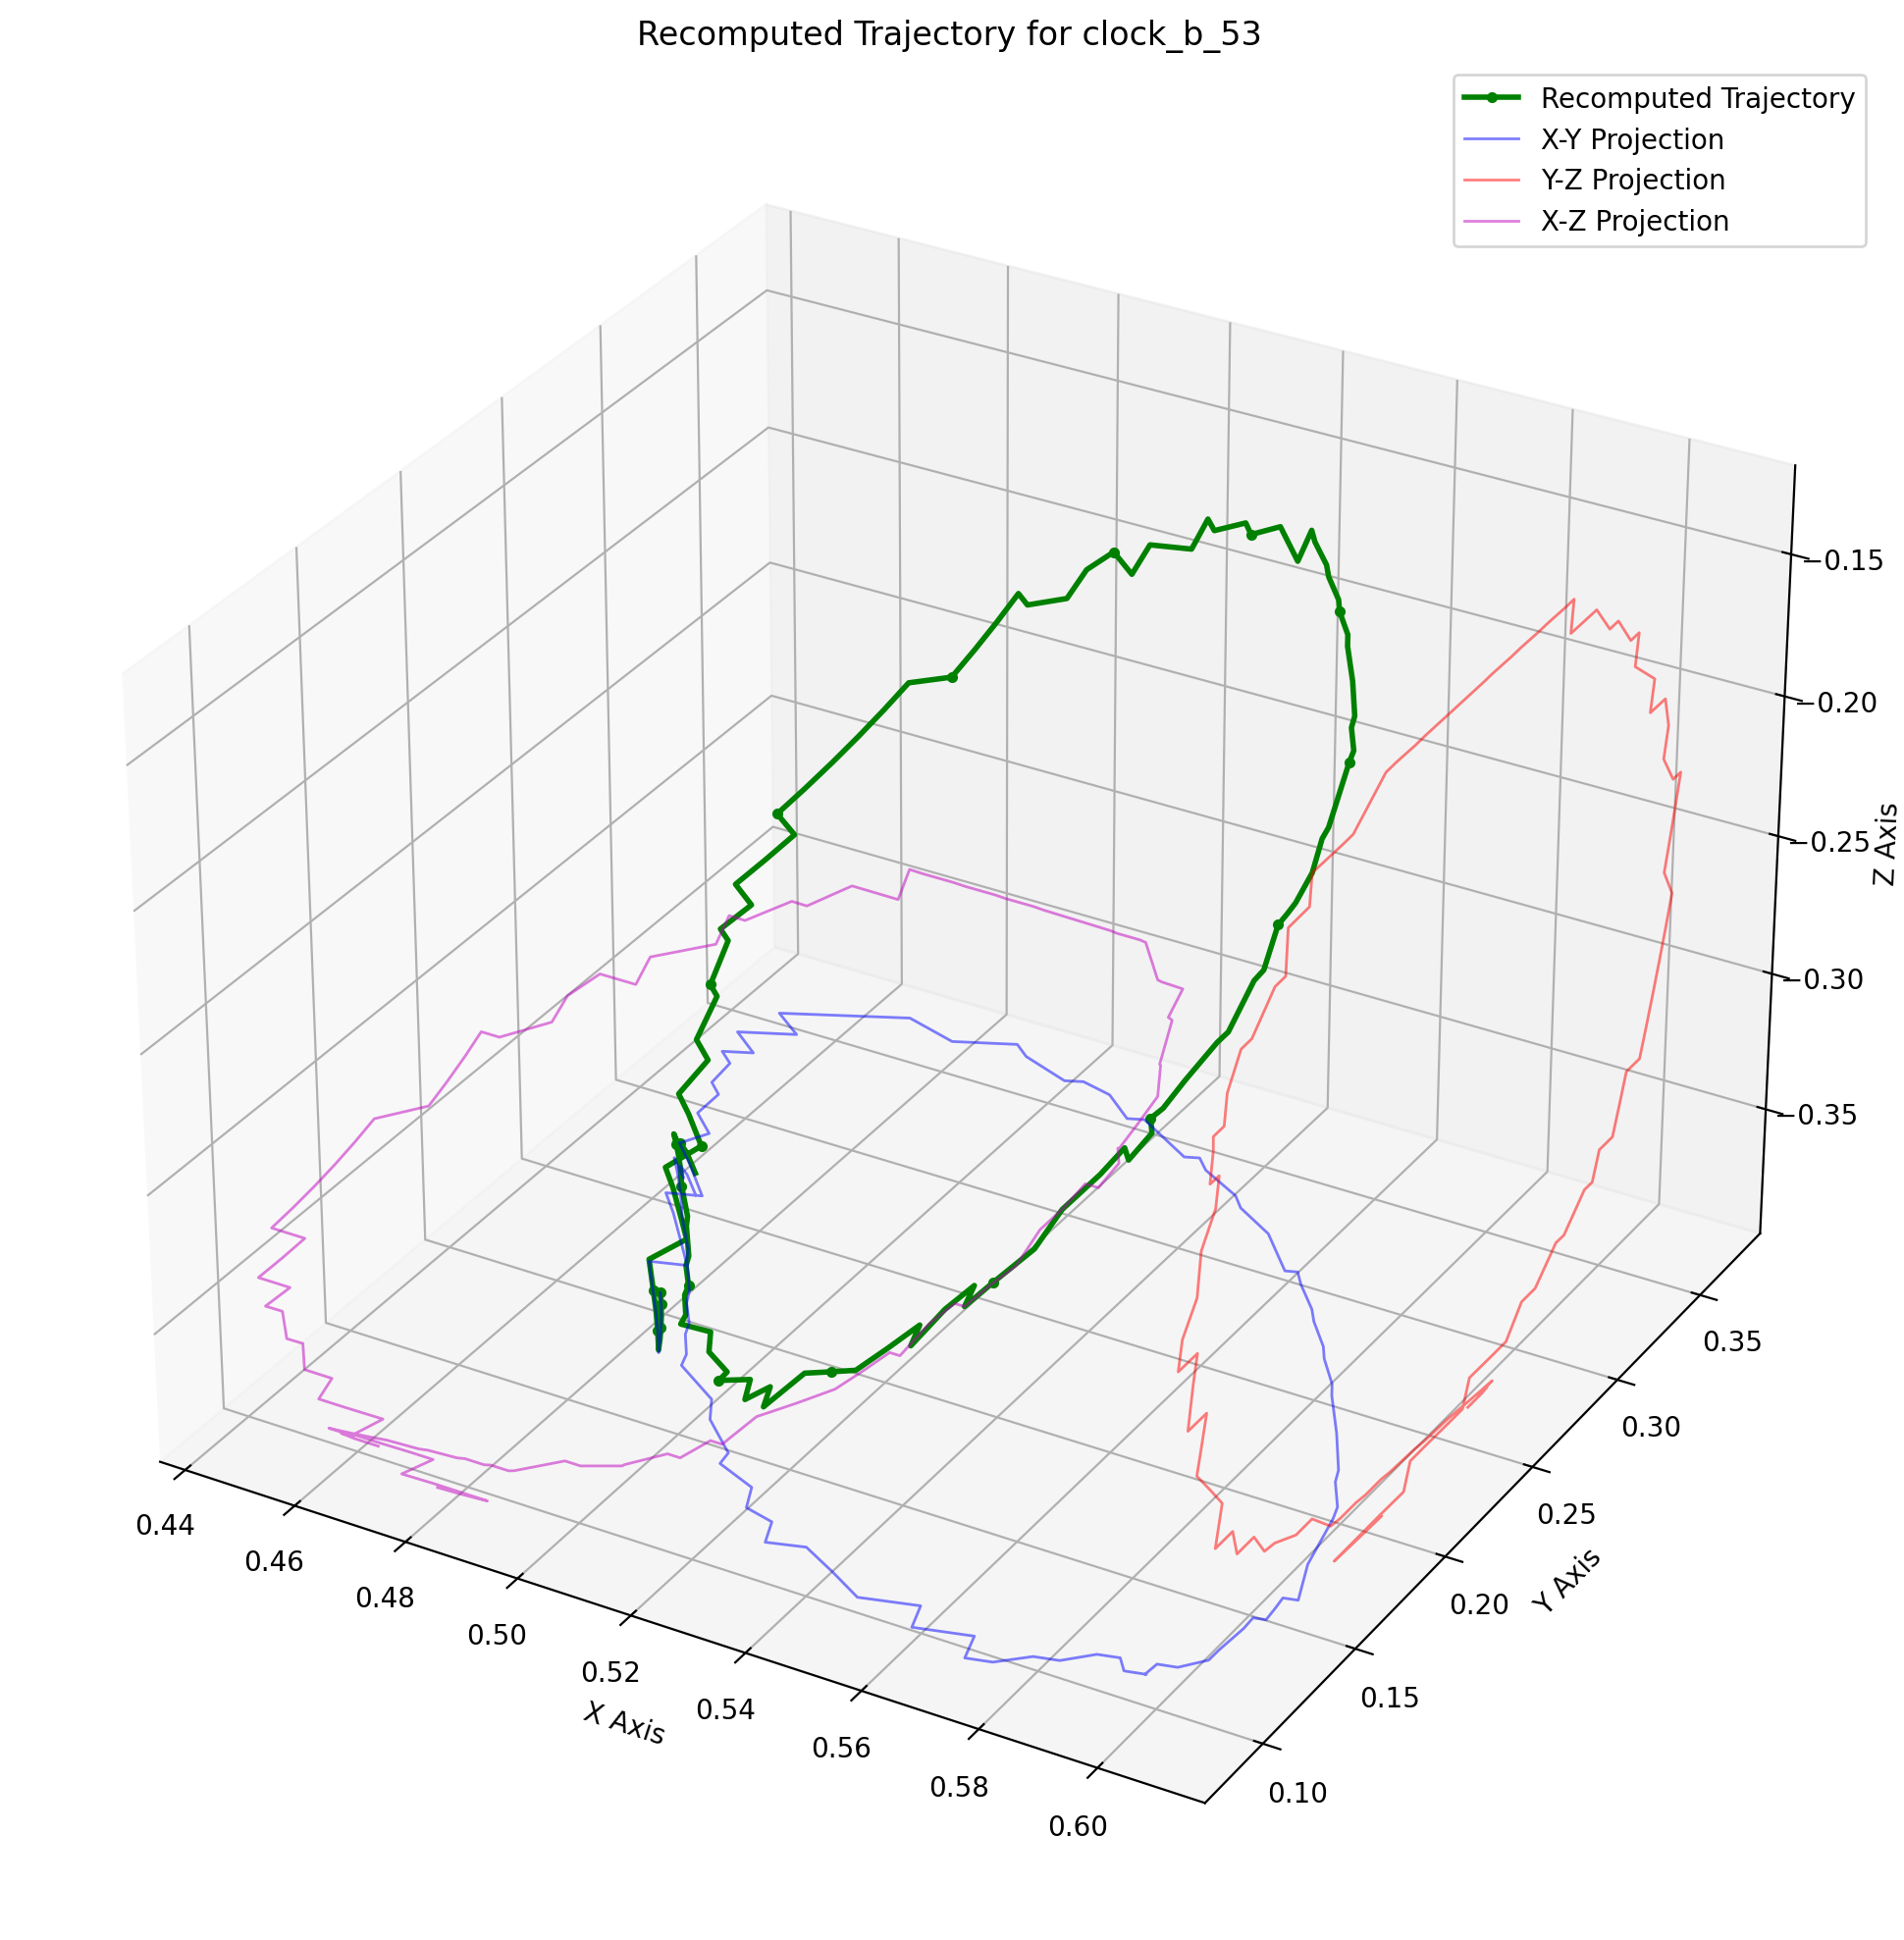 Recomputed Trajectory for clock_b_53
Recomputed Trajectory
X-Y Projection
Y-Z Projection
X-Z Projection
−0.15
−0.20
−0.25
−0.30
−0.35
Z Axis
0.35
0.30
0.25
0.20
0.15
0.10
Y Axis
0.44
0.46
0.48
0.50
0.52
0.54
0.56
0.58
0.60
X Axis